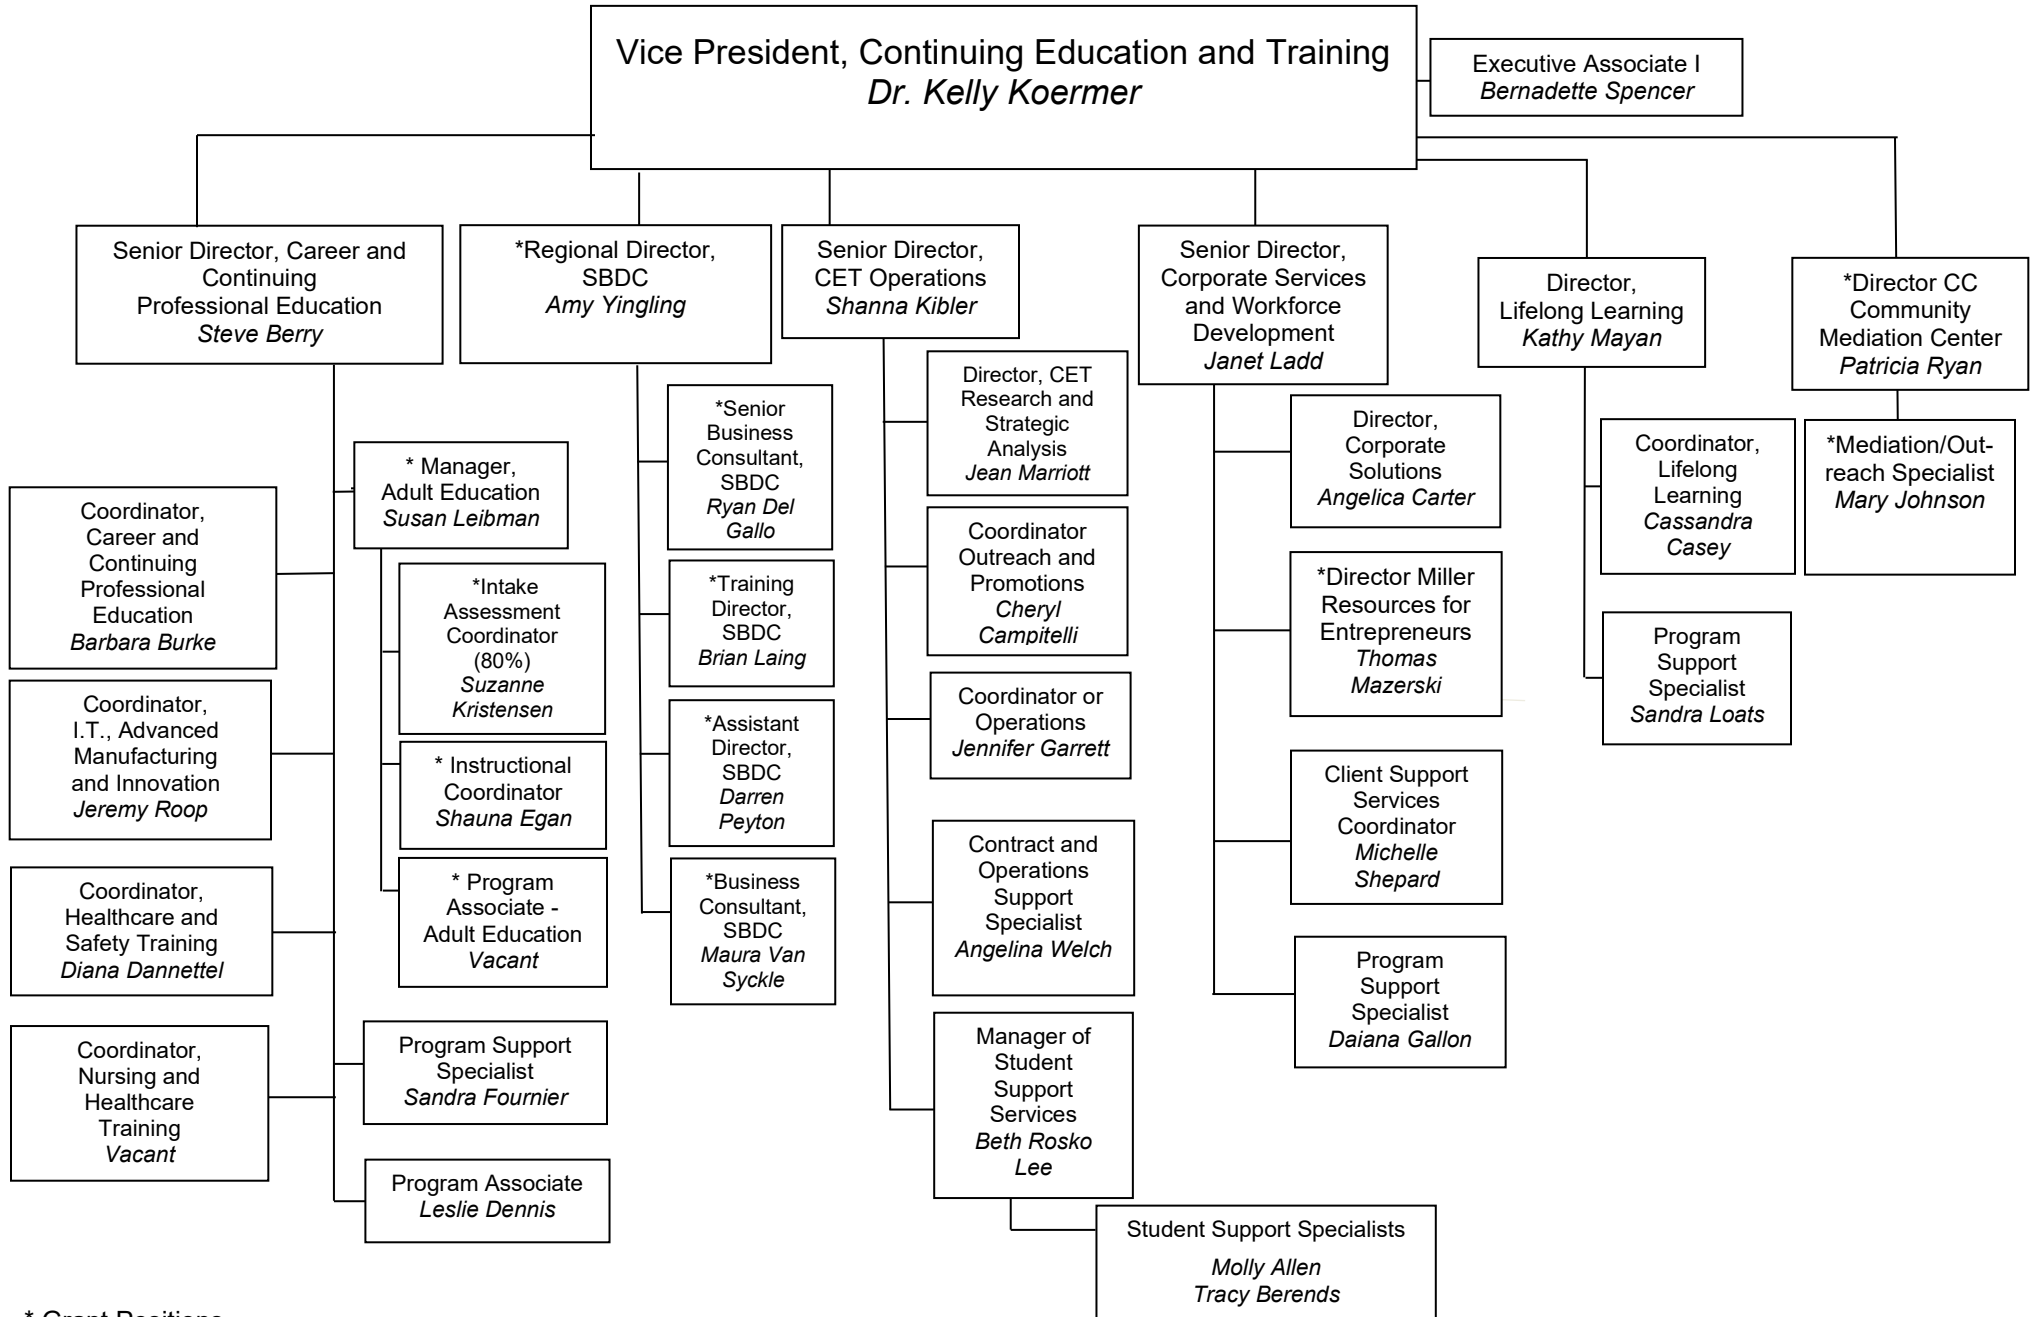 Vice President, Continuing Education and Training
Dr. Kelly Koermer
Executive Associate I
Bernadette Spencer
Senior Director, Career and
Continuing
Professional Education
Steve Berry
*Regional Director,
SBDC
Amy Yingling
Senior Director,
CET Operations
Shanna Kibler
Senior Director,
Corporate Services
and Workforce
Development
Janet Ladd
Director,
Lifelong Learning
Kathy Mayan
*Director CC
Community
Mediation Center
Patricia Ryan
Coordinator,
Career and
Continuing
Professional
Education
Barbara Burke
Coordinator,
I.T., Advanced
Manufacturing
and Innovation
Jeremy Roop
Coordinator,
Healthcare and
Safety Training
Diana Dannettel
Coordinator,
Nursing and
Healthcare
Training
Vacant
* Manager,
Adult Education
Susan Leibman
*Intake
Assessment
Coordinator
(80%)
Suzanne
Kristensen
* Instructional
Coordinator
Shauna Egan
* Program
Associate -
Adult Education
Vacant
Program Support
Specialist
Sandra Fournier
Program Associate
Leslie Dennis
*Senior
Business
Consultant,
SBDC
Ryan Del
Gallo
*Training
Director,
SBDC
Brian Laing
*Assistant
Director,
SBDC
Darren
Peyton
*Business
Consultant,
SBDC
Maura Van
Syckle
Director, CET
Research and
Strategic
Analysis
Jean Marriott
Coordinator
Outreach and
Promotions
Cheryl
Campitelli
Coordinator or
Operations
Jennifer Garrett
Contract and
Operations
Support
Specialist
Angelina Welch
Manager of
Student
Support
Services
Beth Rosko
Lee
Student Support Specialists
Molly Allen
Tracy Berends
Director,
Corporate
Solutions
Angelica Carter
*Director Miller
Resources for
Entrepreneurs
Thomas
Mazerski
Client Support
Services
Coordinator
Michelle
Shepard
Program
Support
Specialist
Daiana Gallon
Coordinator,
Lifelong
Learning
Cassandra
Casey
Program
Support
Specialist
Sandra Loats
*Mediation/Out-
reach Specialist
Mary Johnson
* Grant Positions